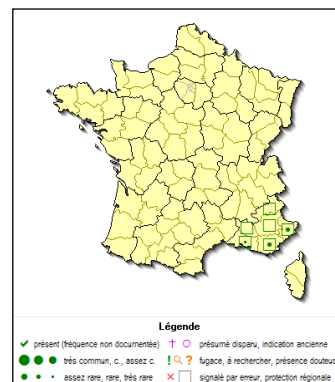 Légende
présent (fréquence non documentée) présumé disparu, indication ancienne
très commun, c., assez c. fugace, à rechercher, présence douteus
assez rare, rare, très rare signalé par erreur, protection régionale